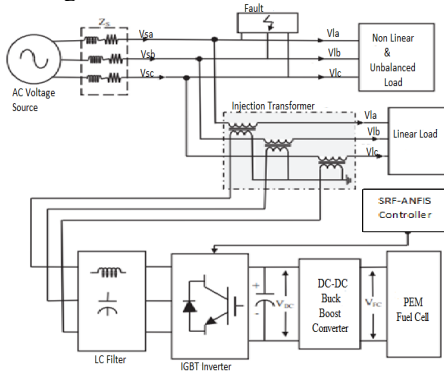 Fault
Zs
Vsa
Vla
Vsb
Vlb
Vsc
Vlc
Non Linear
&
Unbalanced
Load
AC Voltage
Source
Injection Transformer
Vla
Vlb
Vlc
Linear Load
SRF-ANFIS
Controller
LC Filter
IGBT Inverter
+
-
VDC
DC-DC
Buck
Boost
Converter
VFC
PEM
Fuel Cell